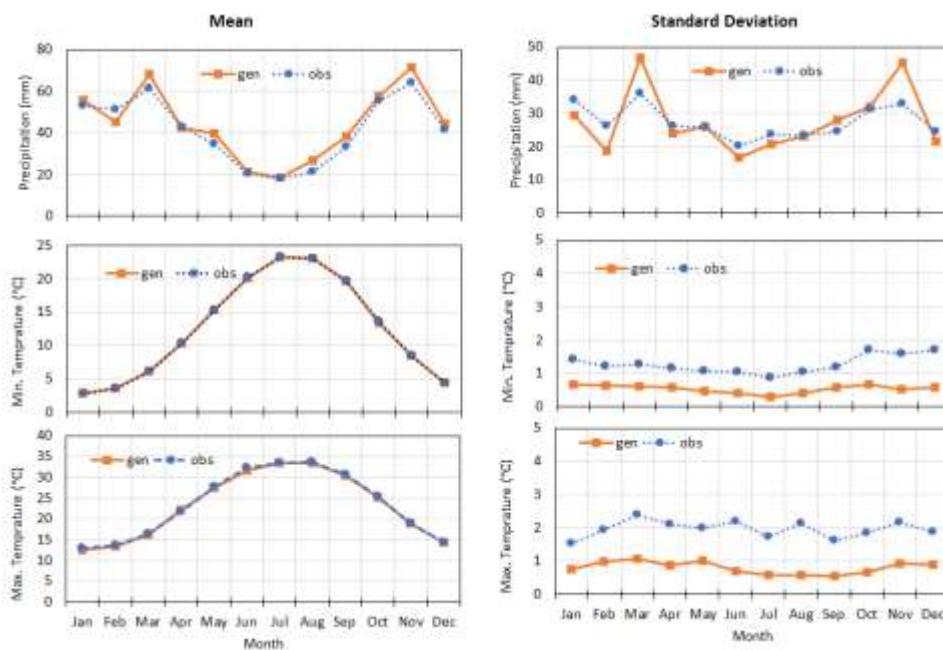 Mean
Standard Deviation
Precipitation (mm)
80
60
40
20
0
gen obs
Precipitation (mm)
50
40
30
20
10
0
gen obs
Min. Temprature (°C)
25
20
15
10
5
0
gen obs
Min. Temprature (°C)
5
4
3
2
1
0
gen obs
Max. Temprature (°C)
40
35
30
25
20
15
10
5
0
gen obs
Jan Feb Mar Apr May Jun Jul Aug Sep Oct Nov Dec
Month
Max. Temprature (°C)
5
4
3
2
1
0
gen obs
Jan Feb Mar Apr May Jun Jul Aug Sep Oct Nov Dec
Month